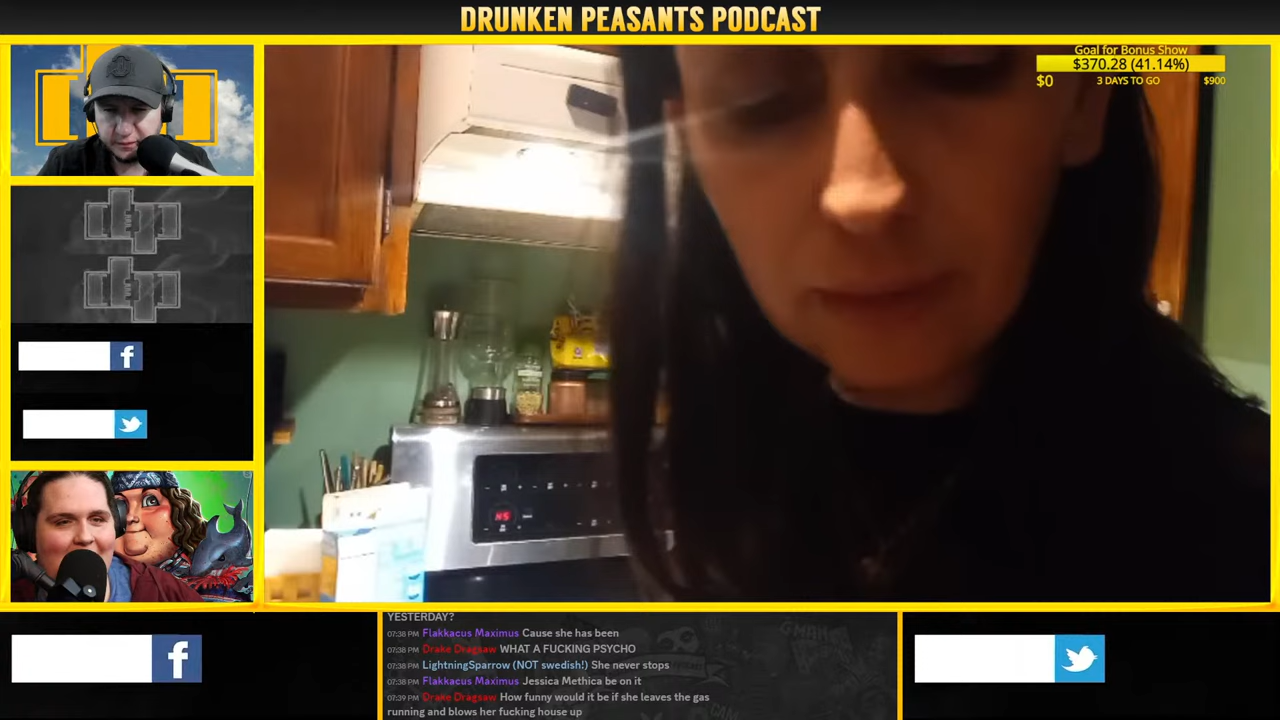 DRUNKEN PEASANTS PODCAST
Goal for Bonus Show
$370.28 (41.14%)
$0 3 DAYS TO GO $900
YESTERDAY?
07:38 PM Flakkacus Maximus Cause she has been
07:38 PM Drake Dragsaw WHAT A FUCKING PSYCHO
07:38 PM LightningSparrow (NOT swedish!) She never stops
07:38 PM Flakkacus Maximus Jessica Methica be on it
07:39 PM Drake Dragsaw How funny would it be if she leaves the gas
running and blows her fucking house up